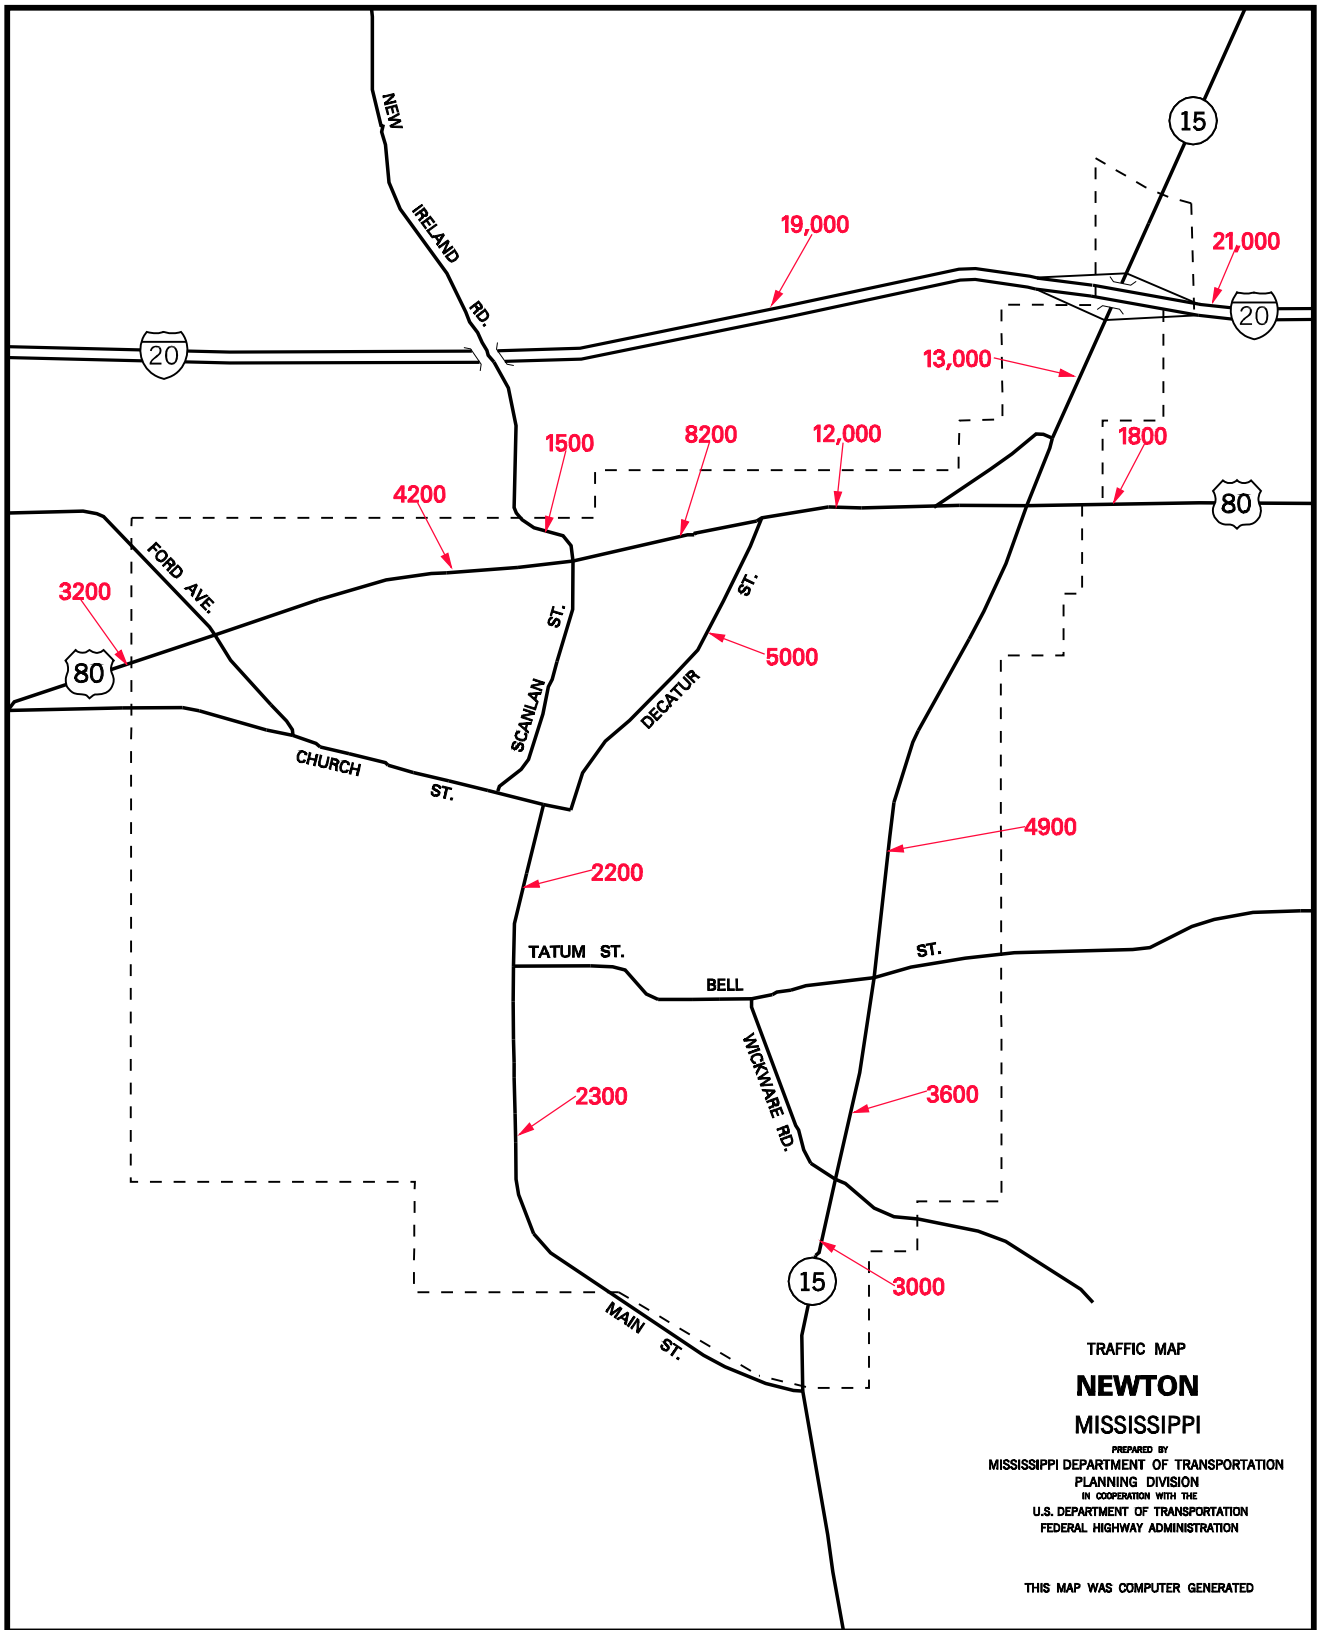 NEW
15
IRELAND
19,000
21,000
RD.
20
20
13,000
1500
8200
12,000
1800
4200
80
FORD AVE.
3200
ST.
ST.
5000
80
DECATUR
SCANLAN
CHURCH
ST.
4900
2200
TATUM ST.
ST.
BELL
WICKWARE RD.
2300
3600
15
3000
MAIN
ST.
TRAFFIC MAP
NEWTON
MISSISSIPPI
PREPARED BY
MISSISSIPPI DEPARTMENT OF TRANSPORTATION
PLANNING DIVISION
IN COOPERATION WITH THE
U.S. DEPARTMENT OF TRANSPORTATION
FEDERAL HIGHWAY ADMINISTRATION
THIS MAP WAS COMPUTER GENERATED